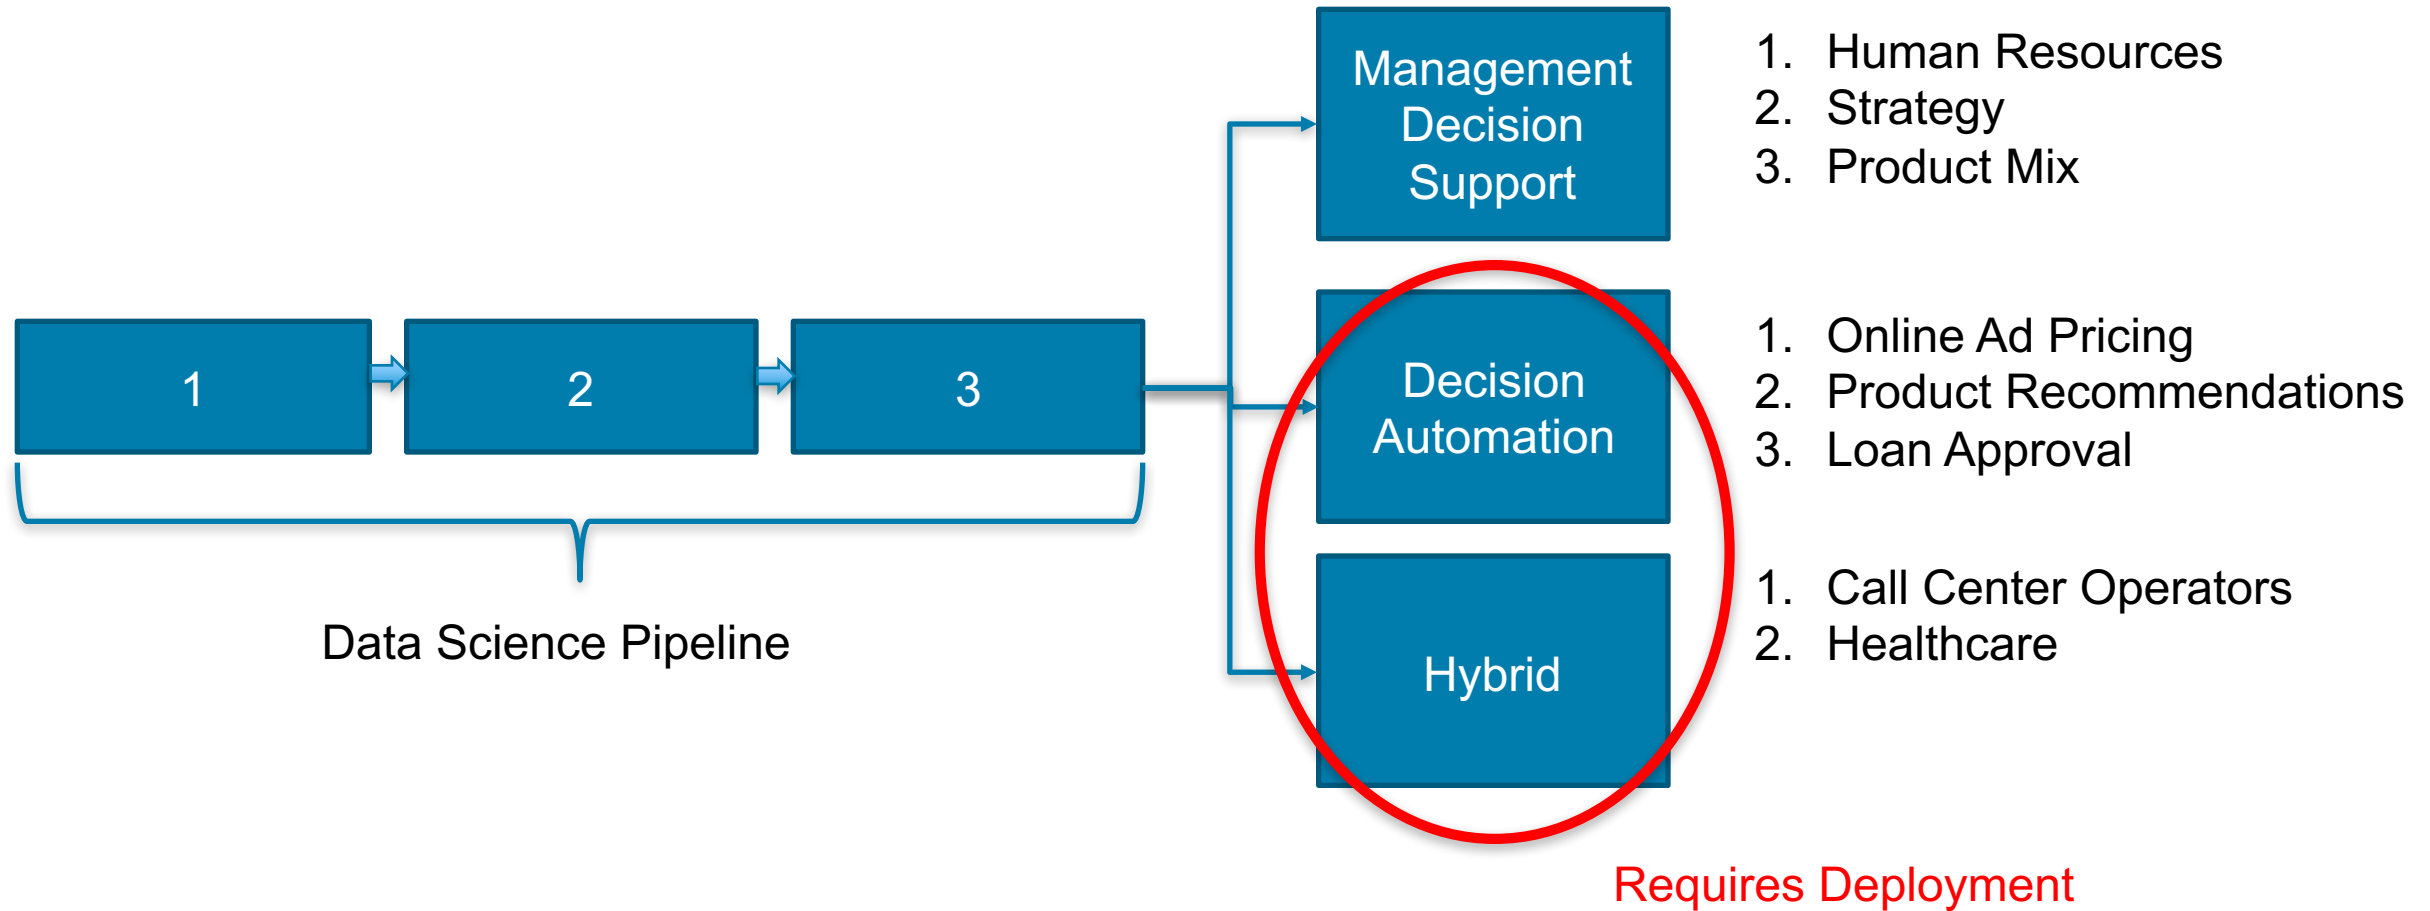 Management
Decision
Support
1. Human Resources
2. Strategy
3. Product Mix
1
2
3
Decision
Automation
1. Online Ad Pricing
2. Product Recommendations
3. Loan Approval
Data Science Pipeline
Hybrid
1. Call Center Operators
2. Healthcare
Requires Deployment